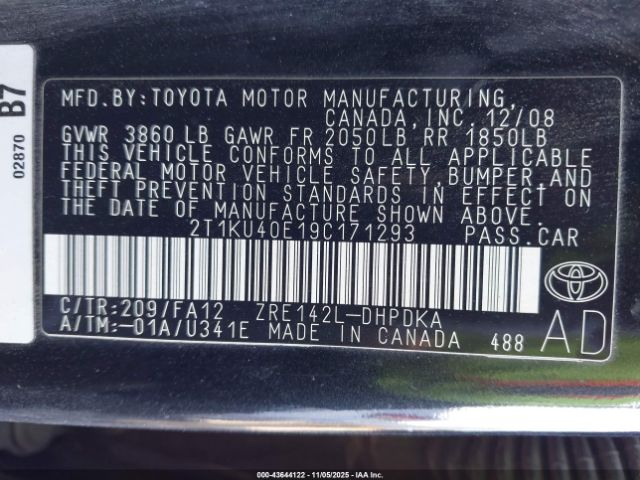 B7
02870
MFD.BY:TOYOTA MOTOR MANUFACTURING,
CANADA,INC. 12/08
GVWR 3860 LB GAWR FR 2050LB RR 1850LB
THIS VEHICLE CONFORMS TO ALL APPLICABLE
FEDERAL MOTOR VEHICLE SAFETY, BUMPER, AND
THEFT PREVENTION STANDARDS IN EFFECT ON
THE DATE OF MANUFACTURE SHOWN ABOVE.
2T1KU40E19C171293 PASS.CAR
C/TR:209/FA12 ZRE142L-DHPDKA
A/TM:-01A/U341E MADE IN CANADA 488
AD
000-43644122 - 11/05/2025 - IAA Inc.